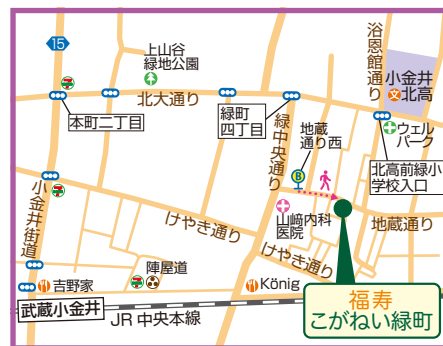 15
上山谷
緑地公園
浴恩館通り
小金井
北高
文
北大通り
本町二丁目
緑町
四丁目
地蔵
通り西
B
ウェル
パーク
北高前緑小
学校入口
緑中央通り
小金井街道
けやき通り
山﨑内科
医院
けやき通り
地蔵通り
吉野家
陣屋道
König
武蔵小金井
JR中央本線
福寿
こがねい緑町